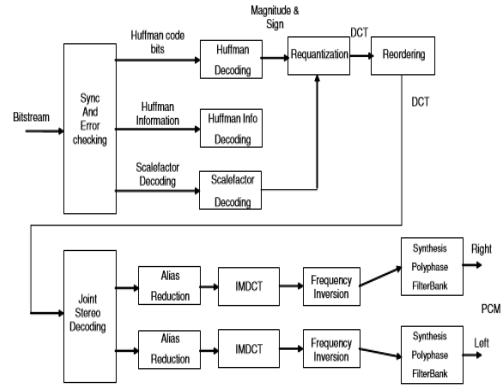 Magnitude &
Sign
Huffman code
bits
DCT
Huffman
Decoding
Requantization
Reordering
Sync
And
Error
checking
DCT
Bitstream
Huffman
Information
Huffman Info
Decoding
Scalefactor
Decoding
Scalefactor
Decoding
Joint
Stereo
Decoding
Alias
Reduction
IMDCT
Frequency
Inversion
Synthesis
Polyphase
FilterBank
Right
PCM
Alias
Reduction
IMDCT
Frequency
Inversion
Synthesis
Polyphase
FilterBank
Left